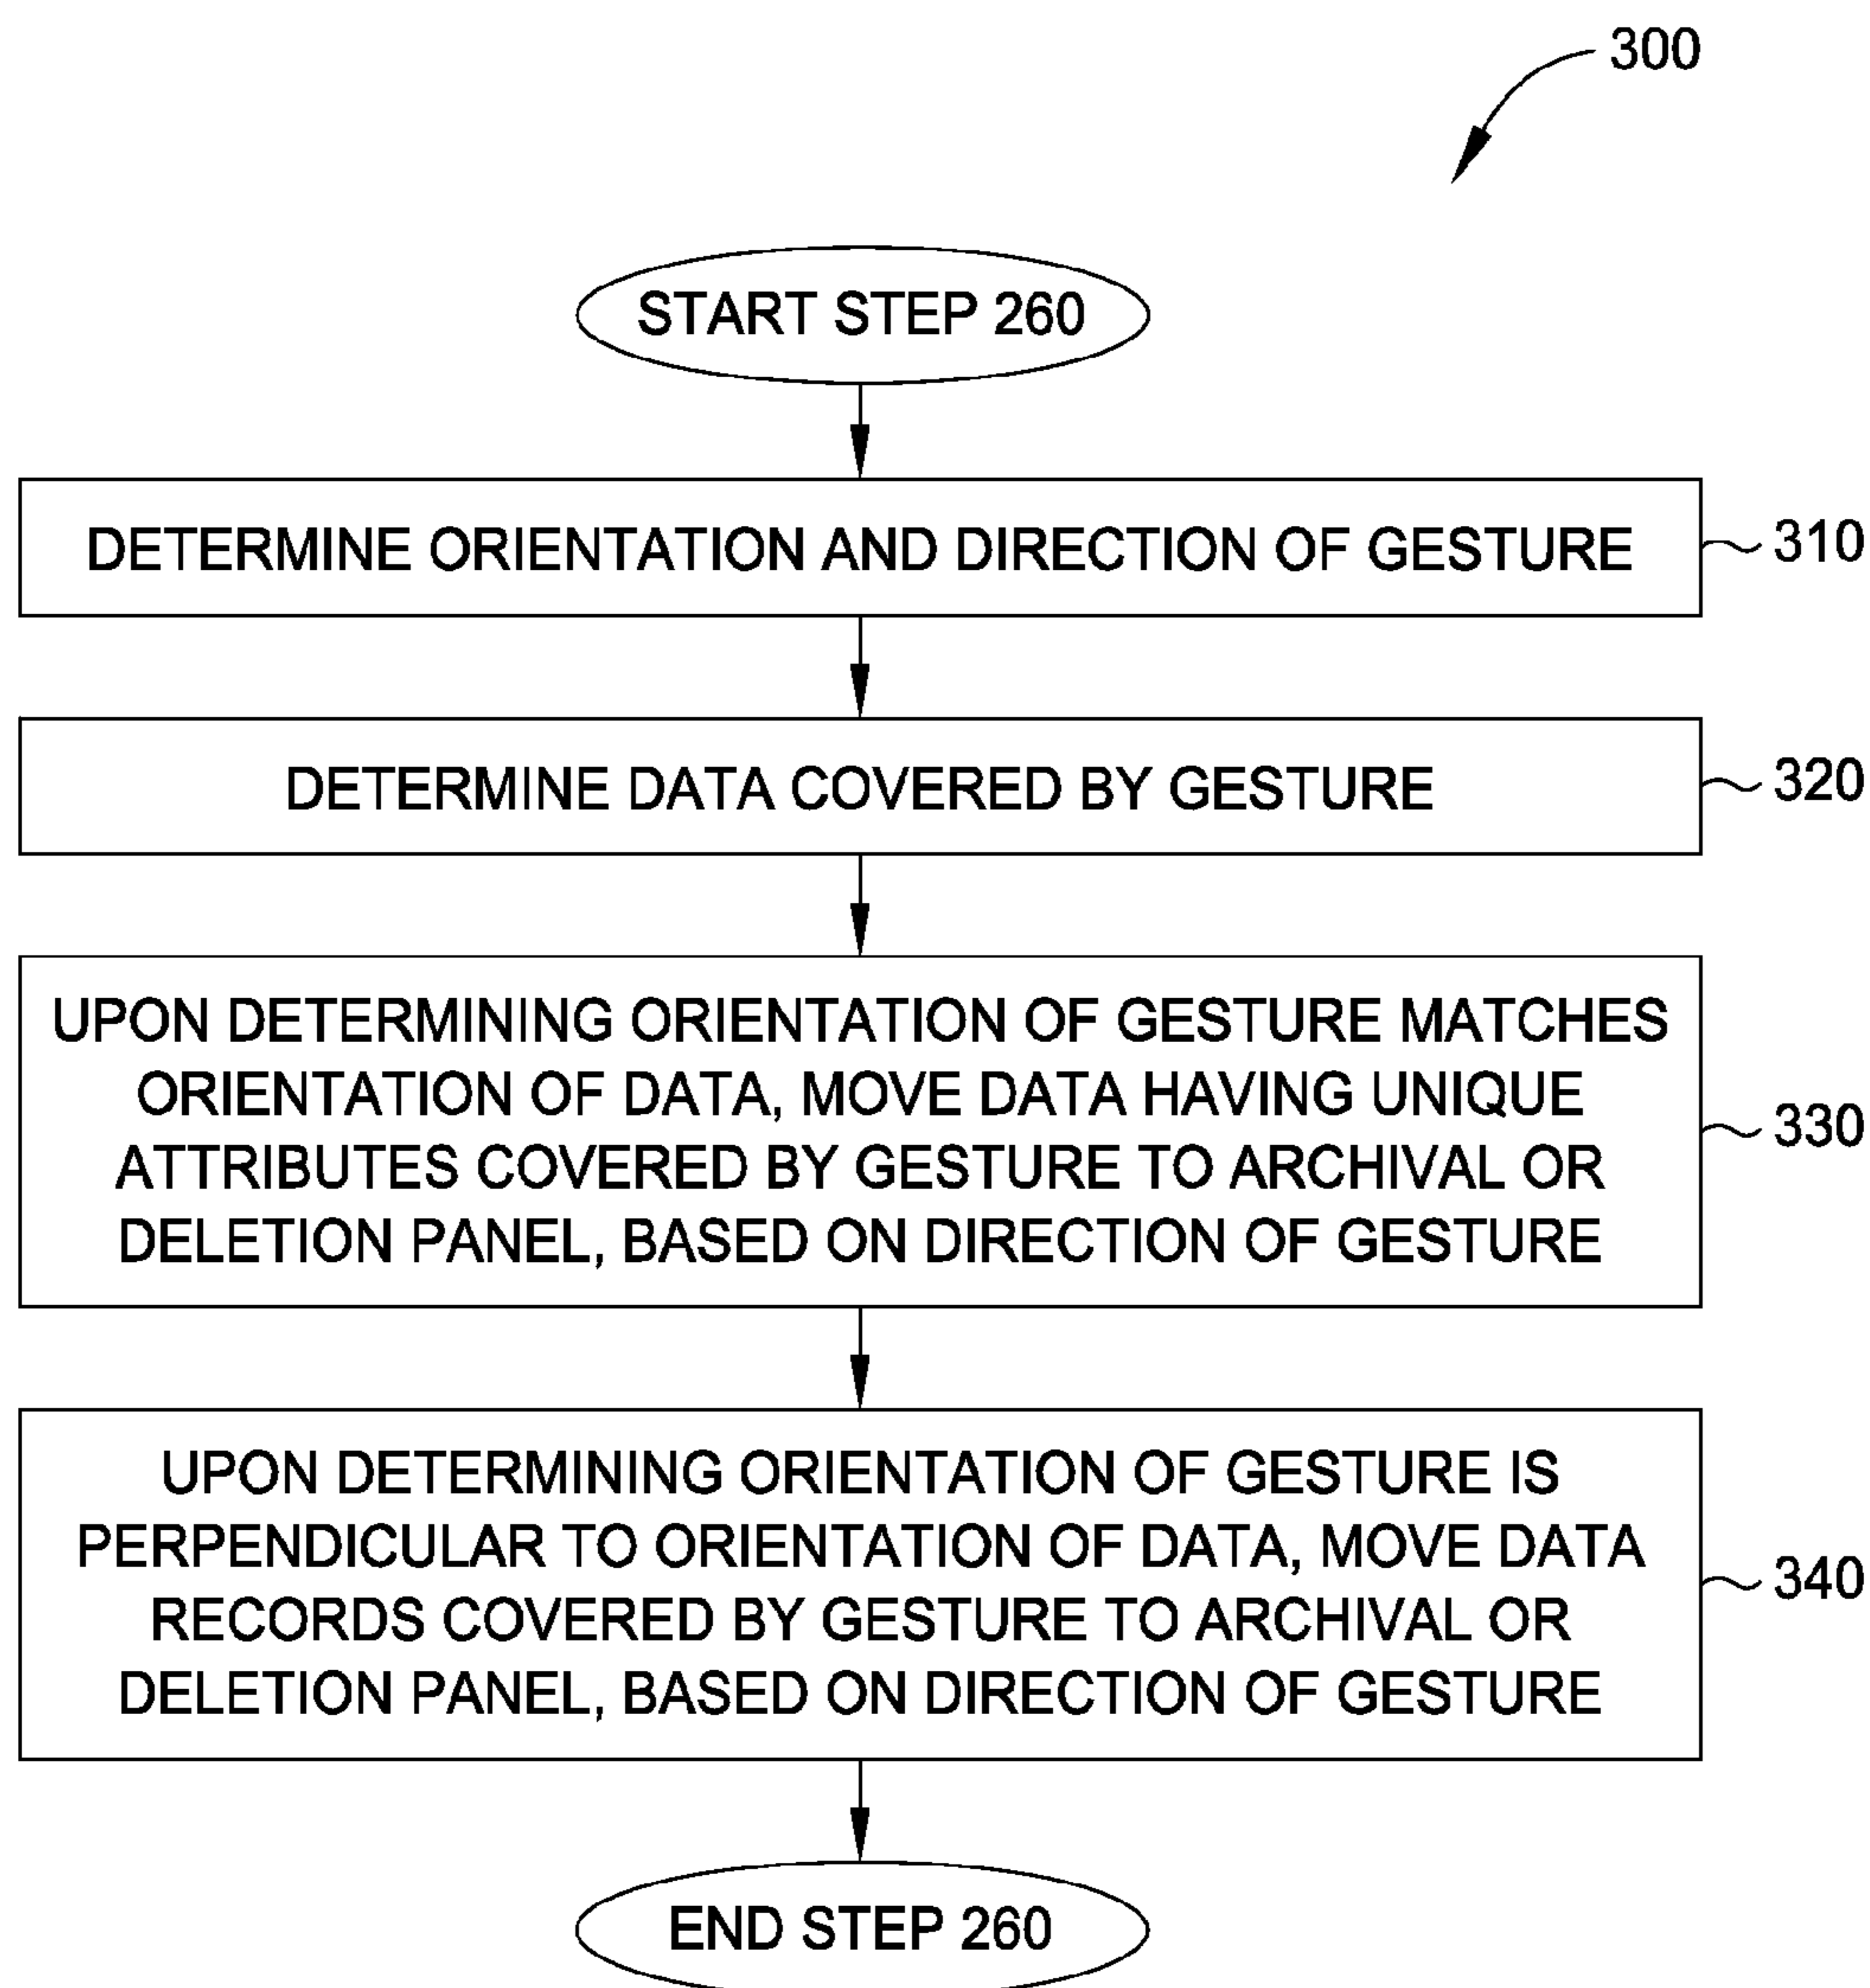 300
START STEP 260
DETERMINE ORIENTATION AND DIRECTION OF GESTURE
310
DETERMINE DATA COVERED BY GESTURE
320
UPON DETERMINING ORIENTATION OF GESTURE MATCHES
ORIENTATION OF DATA, MOVE DATA HAVING UNIQUE
ATTRIBUTES COVERED BY GESTURE TO ARCHIVAL OR
DELETION PANEL, BASED ON DIRECTION OF GESTURE
330
UPON DETERMINING ORIENTATION OF GESTURE IS
PERPENDICULAR TO ORIENTATION OF DATA, MOVE DATA
RECORDS COVERED BY GESTURE TO ARCHIVAL OR
DELETION PANEL, BASED ON DIRECTION OF GESTURE
340
END STEP 260